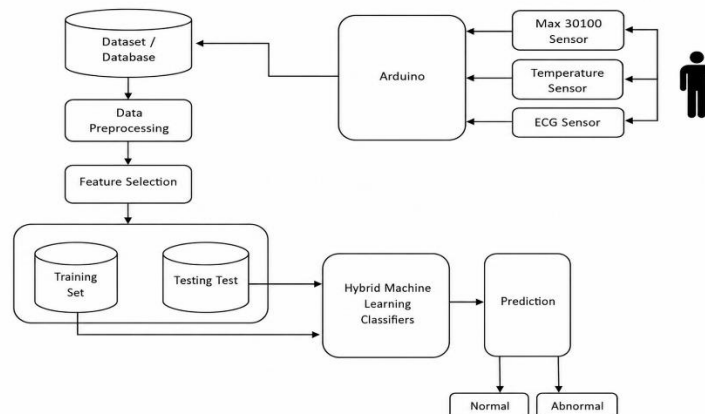 Dataset /
Database
Arduino
Max 30100
Sensor
Temperature
Sensor
ECG Sensor
Data
Preprocessing
Feature Selection
Training
Set
Testing Test
Hybrid Machine
Learning
Classifiers
Prediction
Normal
Abnormal